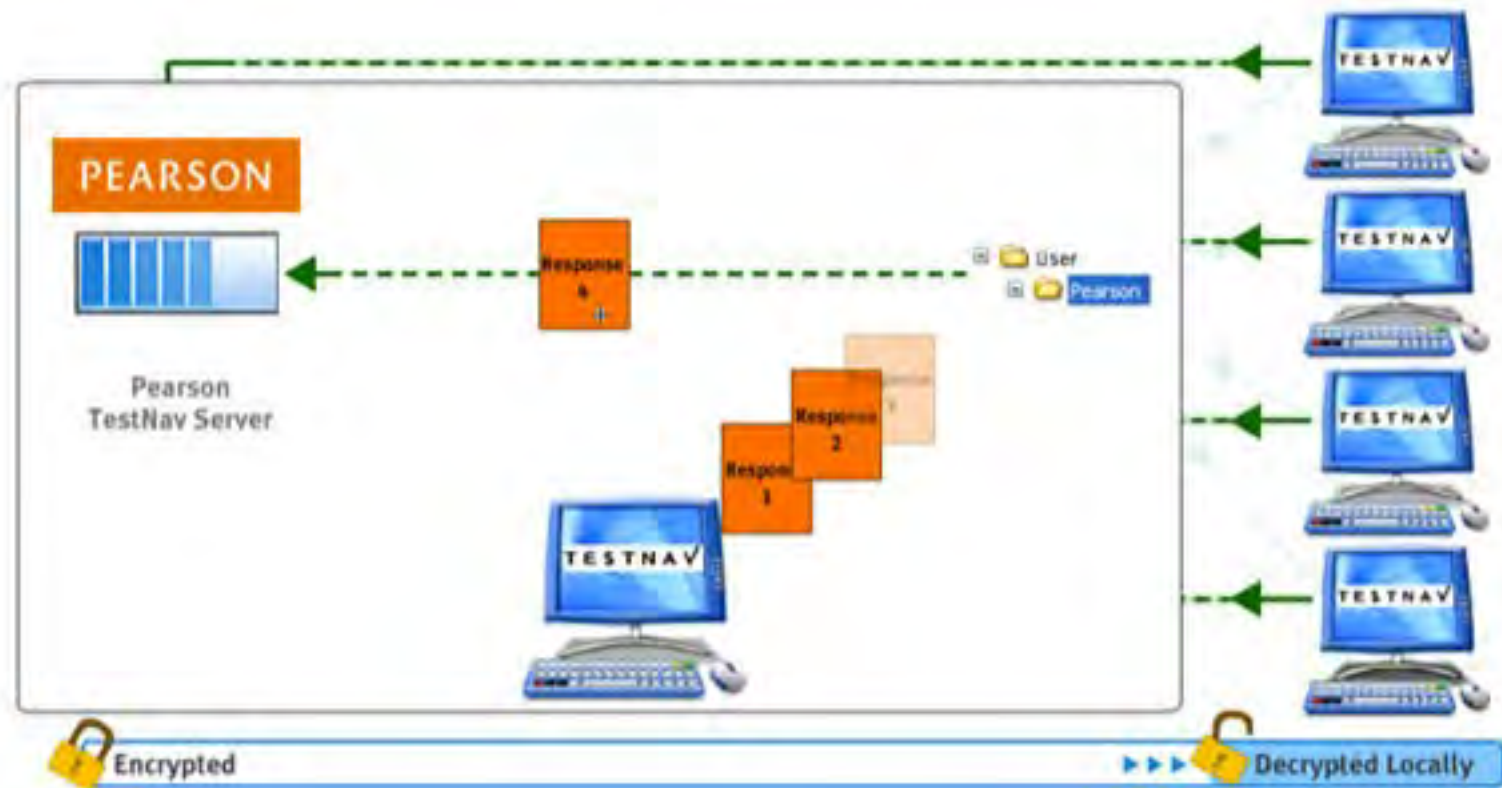 TESTNAV
PEARSON
TESTNAV
User
Pearson
Response
4
Pearson
TestNav Server
Response
2
Respon
1
TESTNAV
TESTNAV
TESTNAV
Encrypted
Decrypted Locally